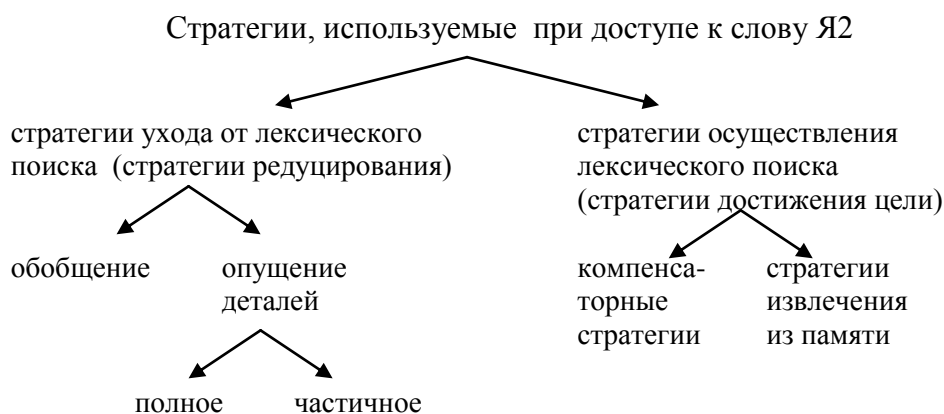 Стратегии, используемые при доступе к слову Я2
стратегии ухода от лексического
поиска (стратегии редуцирования)
стратегии осуществления
лексического поиска
(стратегии достижения цели)
обобщение
опущение
деталей
компенса-
торные
стратегии
стратегии
извлечения
из памяти
полное
частичное